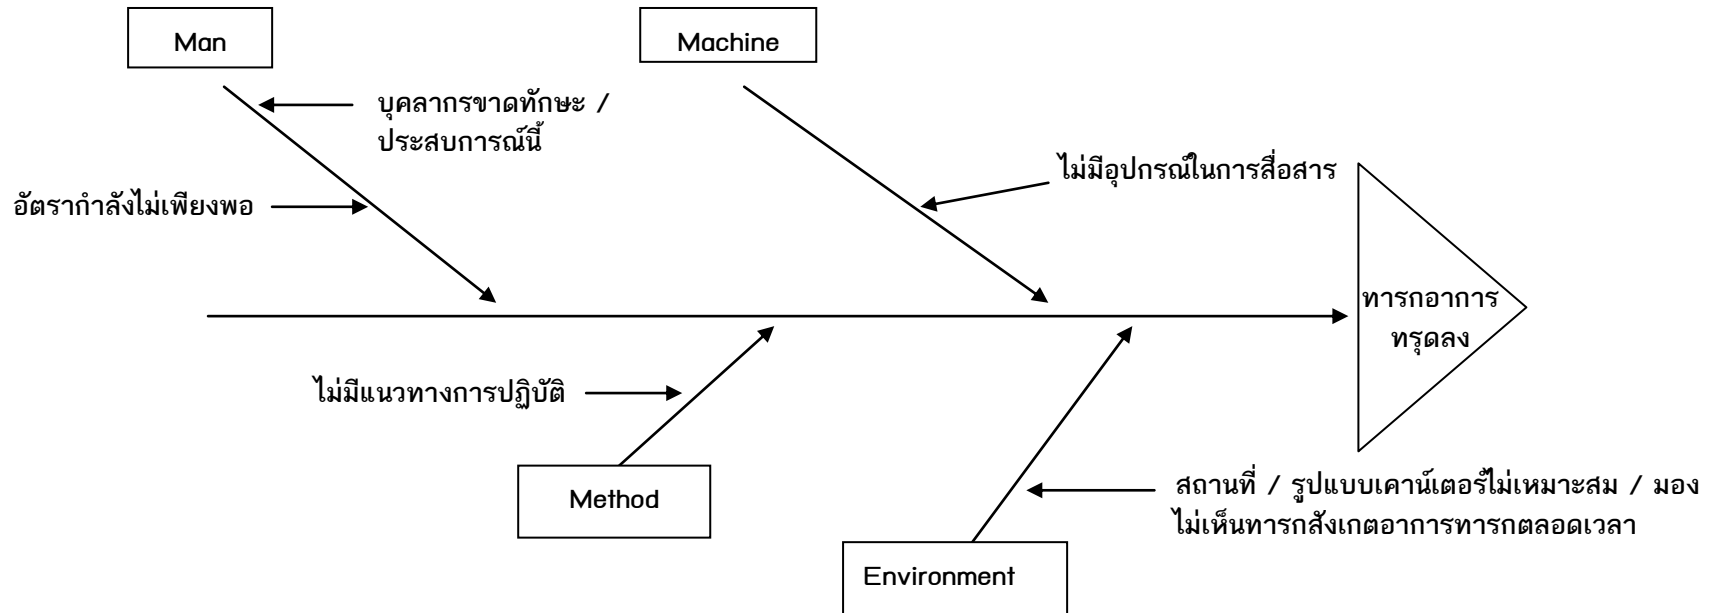 Man
Machine
บุคลากรขาดทักษะ /
ประสบการณ์นี้
ไม่มีอุปกรณ์ในการสื่อสาร
อัตรากำลังไม่เพียงพอ
ทารกอาการ
ทรุดลง
ไม่มีแนวทางการปฏิบัติ
Method
สถานที่ / รูปแบบเคาน์เตอร์ไม่เหมาะสม / มอง
ไม่เห็นทารกสังเกตอาการทารกตลอดเวลา
Environment